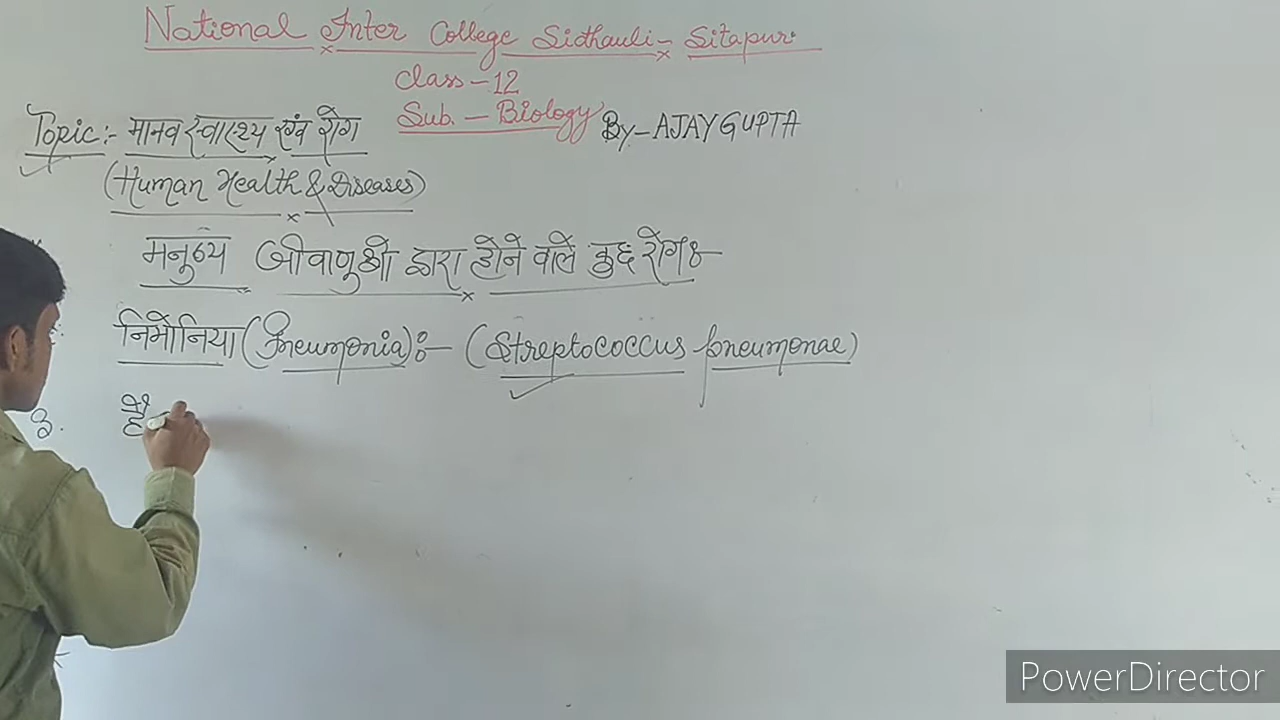 National Inter College Sidhauli - Sitapur
Class - 12
Sub. - Biology By - AJAY GUPTA
Topic :- मानव स्वास्थ्य एवं रोग
(Human Health & Diseases)
मनुष्य जीवाणुओ द्वारा होने वाले कुछ रोग :-
निमोनिया (Pneumonia) :- (Streptococcus pneumonae)
3. है
PowerDirector